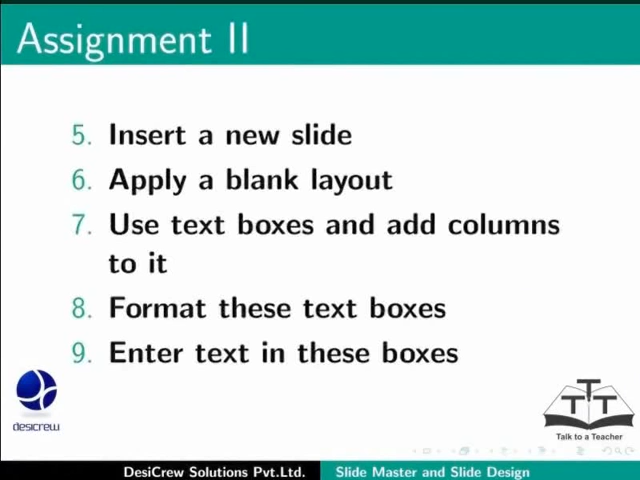 Assignment II
5. Insert a new slide
6. Apply a blank layout
7. Use text boxes and add columns
to it
8. Format these text boxes
9. Enter text in these boxes
desicrew
TTT
Talk to a Teacher
DesiCrew Solutions Pvt.Ltd. Slide Master and Slide Design